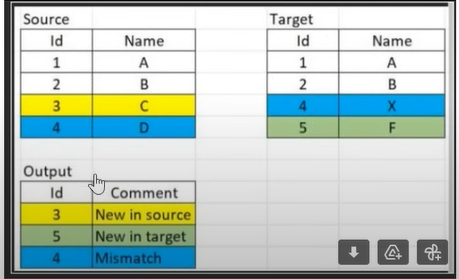 Source Target
Id Name Id Name
1 A 1 A
2 B 2 B
3 C 4 X
4 D 5 F
Output
Id Comment
3 New in source
5 New in target
4 Mismatch